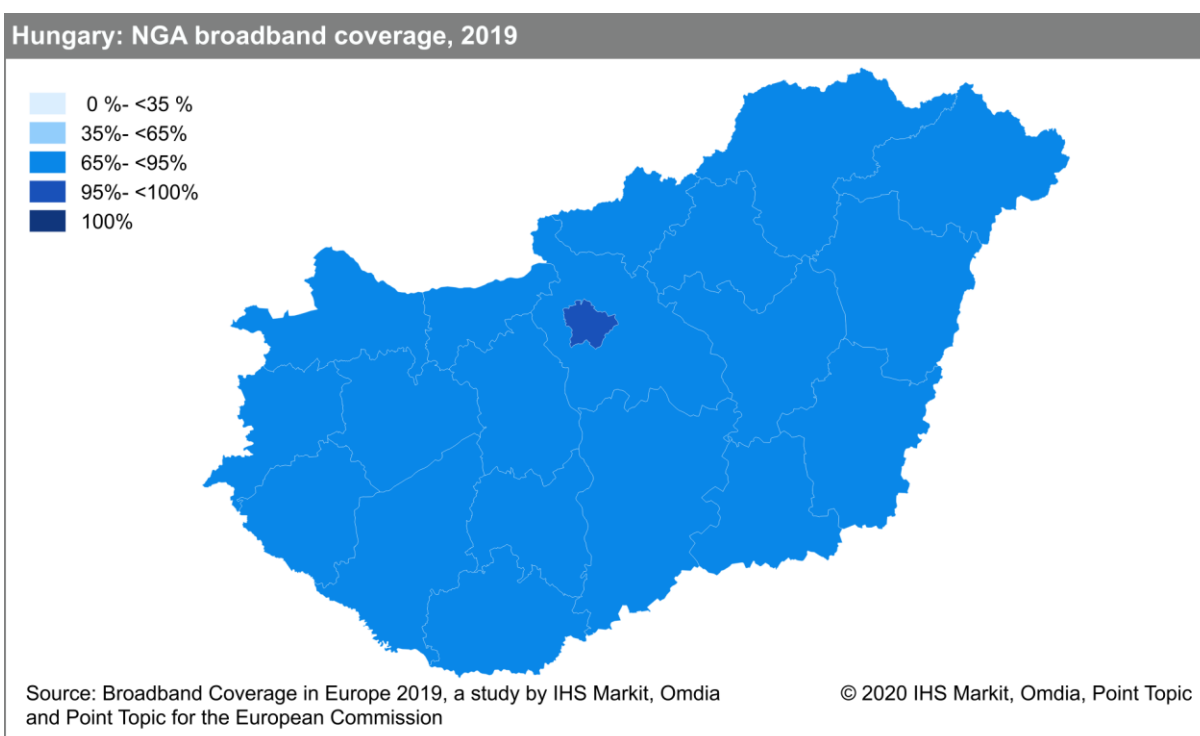 Hungary: NGA broadband coverage, 2019
0 %- <35 %
35%- <65%
65%- <95%
95%- <100%
100%
Source: Broadband Coverage in Europe 2019, a study by IHS Markit, Omdia
and Point Topic for the European Commission
© 2020 IHS Markit, Omdia, Point Topic